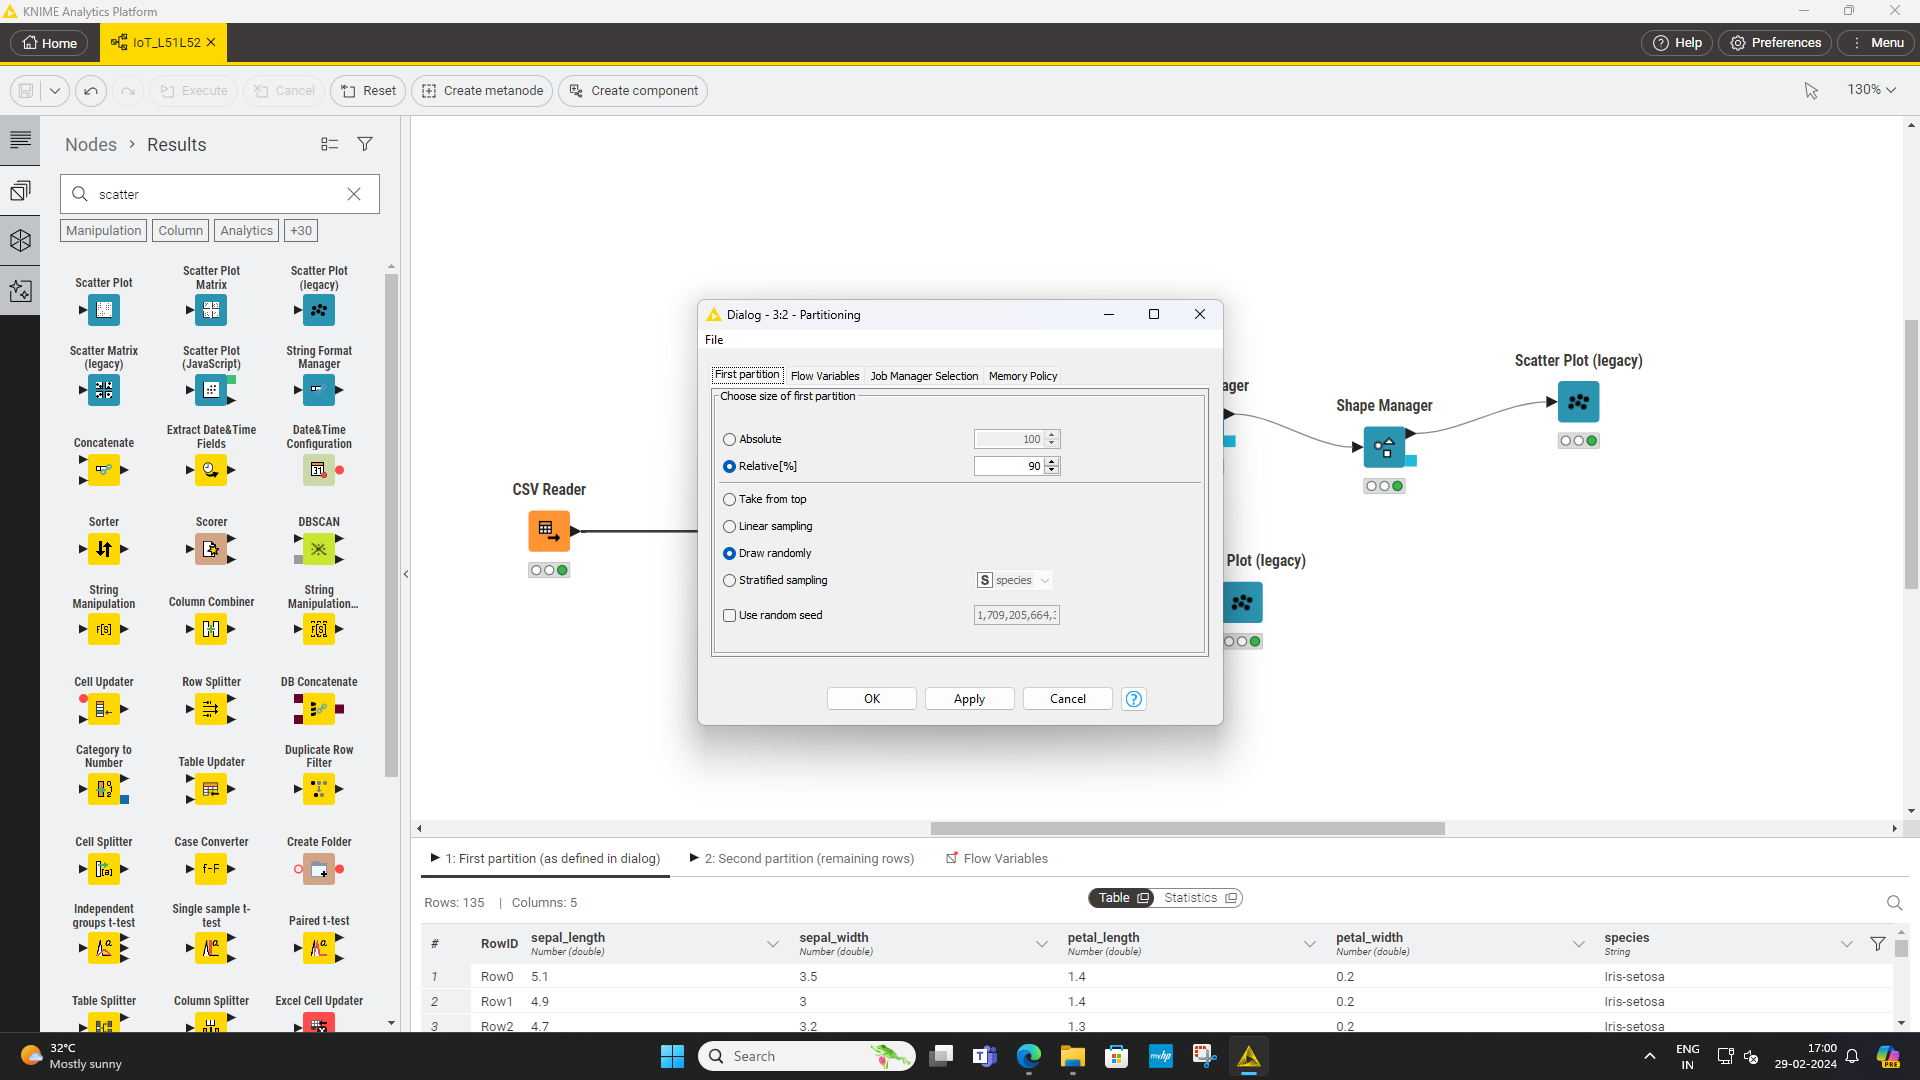 KNIME Analytics Platform
Home
IoT_L51L52
Help
Preferences
Menu
Execute
Cancel
Reset
Create metanode
Create component
130%
Nodes > Results
scatter
Manipulation
Column
Analytics
+30
Scatter Plot
Scatter Plot
Matrix
Scatter Plot
(legacy)
Scatter Matrix
(legacy)
Scatter Plot
(JavaScript)
String Format
Manager
Concatenate
Extract Date&Time
Fields
Date&Time
Configuration
Sorter
Scorer
DBSCAN
String
Manipulation
Column Combiner
String
Manipulation...
Cell Updater
Row Splitter
DB Concatenate
Category to
Number
Table Updater
Duplicate Row
Filter
Cell Splitter
Case Converter
Create Folder
Independent
groups t-test
Single sample t-
test
Paired t-test
Table Splitter
Column Splitter
Excel Cell Updater
CSV Reader
ager
Shape Manager
Scatter Plot (legacy)
Plot (legacy)
Dialog - 3:2 - Partitioning
File
First partition
Flow Variables
Job Manager Selection
Memory Policy
Choose size of first partition
Absolute
100
Relative[%]
90
Take from top
Linear sampling
Draw randomly
Stratified sampling
S species
Use random seed
1,709,205,664,
OK
Apply
Cancel
1: First partition (as defined in dialog)
2: Second partition (remaining rows)
Flow Variables
Rows: 135 | Columns: 5
Table
Statistics
# RowID sepal_length sepal_width petal_length petal_width species
Number (double) Number (double) Number (double) Number (double) String
1 Row0 5.1 3.5 1.4 0.2 Iris-setosa
2 Row1 4.9 3 1.4 0.2 Iris-setosa
3 Row2 4.7 3.2 1.3 0.2 Iris-setosa
32°C
Mostly sunny
Search
myhp
ENG
IN
17:00
29-02-2024
PRE